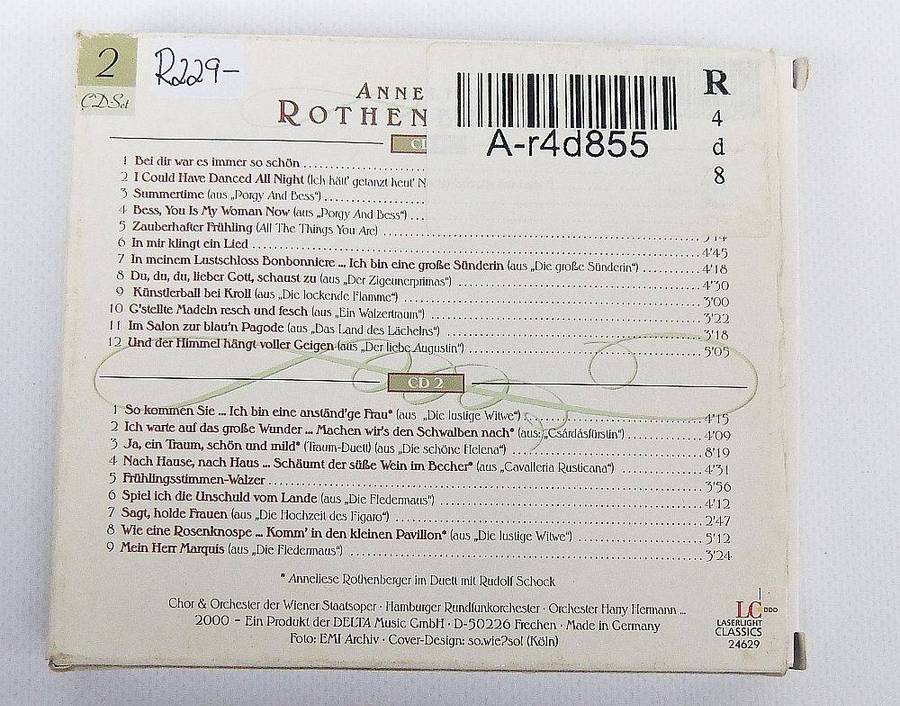 2
CD-Set
R229-
ANNE
ROTHEN
A-r4d855
R
4
d
8
1 Bei dir war es immer so schön
2 I Could Have Danced All Night (Ich hätt' getanzt heut' N
3 Summertime (aus „Porgy And Bess")
4 Bess, You Is My Woman Now (aus „Porgy And Bess")
5 Zauberhafter Frühling (All The Things You Are)
6 In mir klingt ein Lied 4'45
7 In meinem Lustschloss Bonbonniere ... Ich bin eine große Sünderin (aus „Die große Sünderin") 4'18
8 Du, du, du, lieber Gott, schaust zu (aus „Der Zigeunerprimas") 4'30
9 Künstlerball bei Kroll (aus „Die lockende Flamme") 3'00
10 G'stellte Madeln resch und fesch (aus „Ein Walzertraum") 3'22
11 Im Salon zur blau'n Pagode (aus „Das Land des Lächelns") 3'18
12 Und der Himmel hängt voller Geigen (aus „Der liebe Augustin") 5'05
CD 2
1 So kommen Sie ... Ich bin eine anständ'ge Frau* (aus „Die lustige Witwe") 4'15
2 Ich warte auf das große Wunder ... Machen wir's den Schwalben nach* (aus: „Csárdásfürstin") 4'09
3 Ja, ein Traum, schön und mild* (Traum-Duett) (aus „Die schöne Helena") 8'19
4 Nach Hause, nach Haus ... Schäumt der süße Wein im Becher* (aus „Cavalleria Rusticana") 4'31
5 Frühlingsstimmen-Walzer 3'56
6 Spiel ich die Unschuld vom Lande (aus „Die Fledermaus") 4'12
7 Sagt, holde Frauen (aus „Die Hochzeit des Figaro") 2'47
8 Wie eine Rosenknospe ... Komm' in den kleinen Pavillon* (aus „Die lustige Witwe") 5'12
9 Mein Herr Marquis (aus „Die Fledermaus") 3'24
* Anneliese Rothenberger im Duett mit Rudolf Schock
Chor & Orchester der Wiener Staatsoper · Hamburger Rundfunkorchester · Orchester Harry Hermann ...
2000 - Ein Produkt der DELTA Music GmbH · D-50226 Frechen · Made in Germany
Foto: EMI Archiv · Cover-Design: so.wie?so! (Köln)
LC DDD
LASERLIGHT
CLASSICS
24629